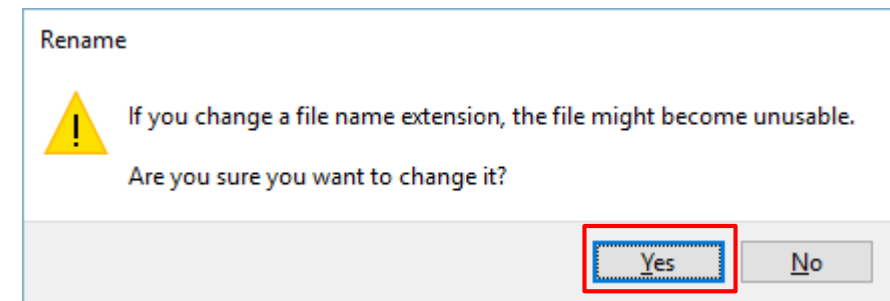 Rename
If you change a file name extension, the file might become unusable.
Are you sure you want to change it?
Yes No